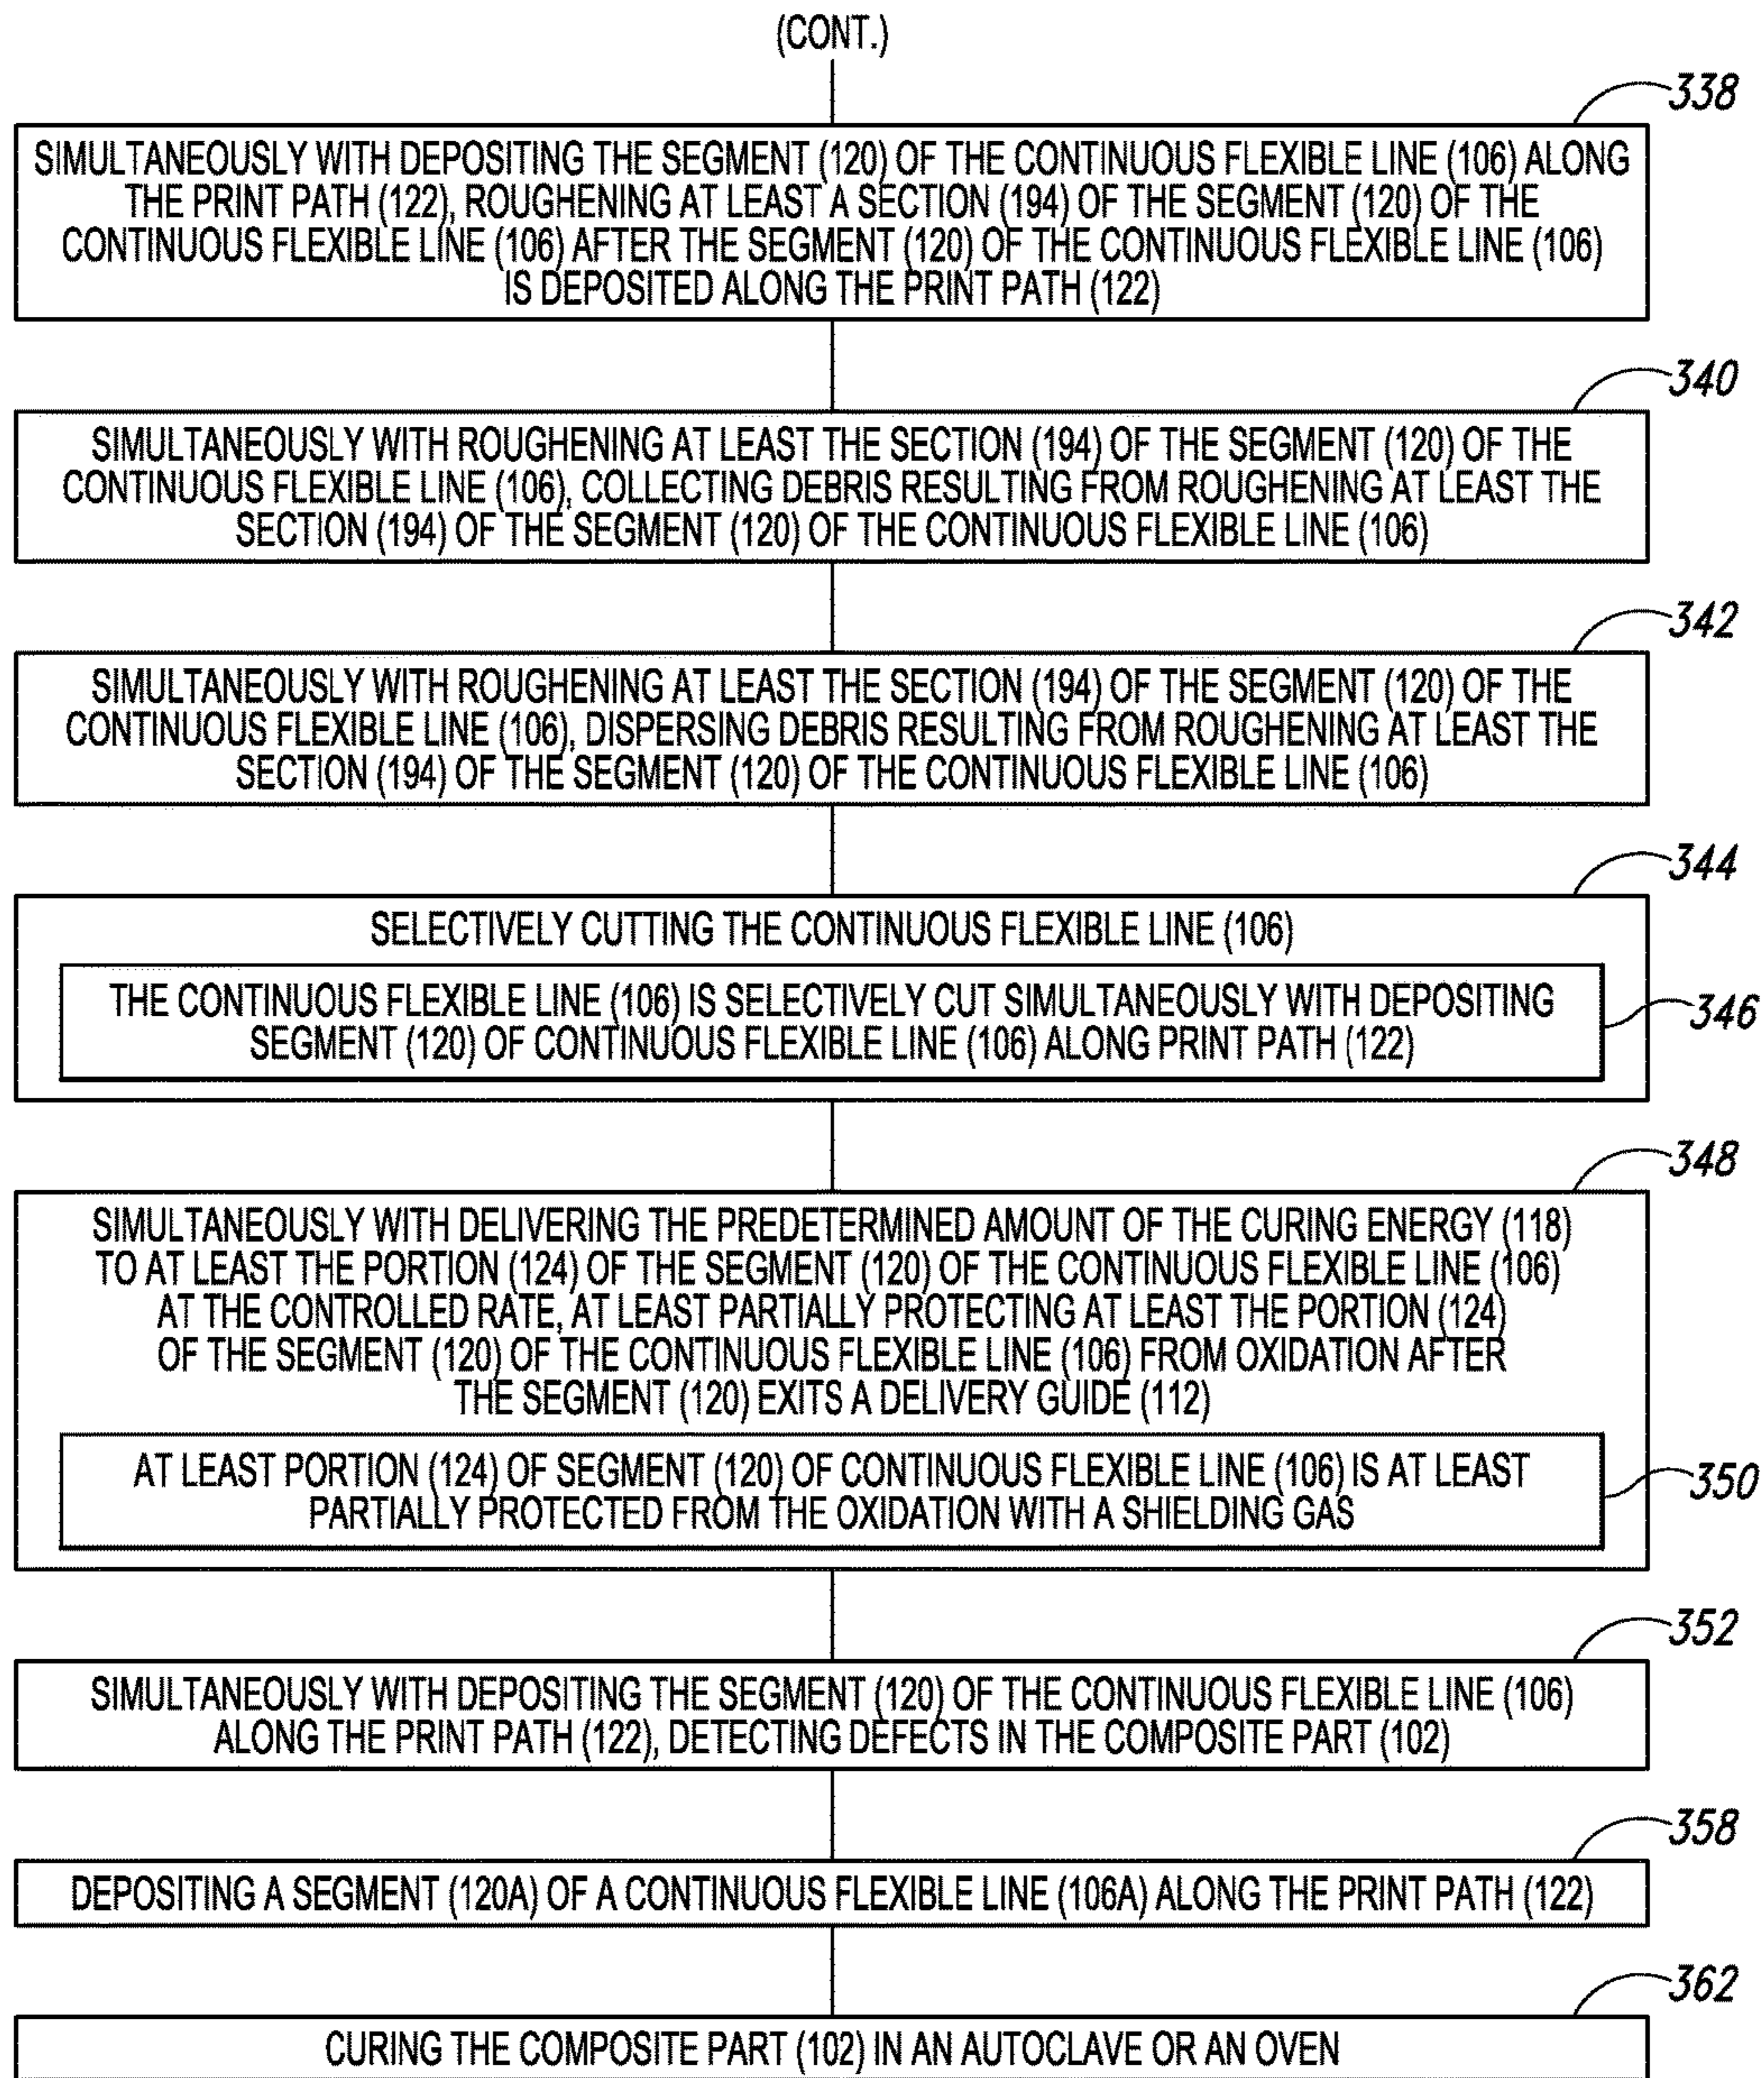 (CONT.)
338
SIMULTANEOUSLY WITH DEPOSITING THE SEGMENT (120) OF THE CONTINUOUS FLEXIBLE LINE (106) ALONG
THE PRINT PATH (122), ROUGHENING AT LEAST A SECTION (194) OF THE SEGMENT (120) OF THE
CONTINUOUS FLEXIBLE LINE (106) AFTER THE SEGMENT (120) OF THE CONTINUOUS FLEXIBLE LINE (106)
IS DEPOSITED ALONG THE PRINT PATH (122)
340
SIMULTANEOUSLY WITH ROUGHENING AT LEAST THE SECTION (194) OF THE SEGMENT (120) OF THE
CONTINUOUS FLEXIBLE LINE (106), COLLECTING DEBRIS RESULTING FROM ROUGHENING AT LEAST THE
SECTION (194) OF THE SEGMENT (120) OF THE CONTINUOUS FLEXIBLE LINE (106)
342
SIMULTANEOUSLY WITH ROUGHENING AT LEAST THE SECTION (194) OF THE SEGMENT (120) OF THE
CONTINUOUS FLEXIBLE LINE (106), DISPERSING DEBRIS RESULTING FROM ROUGHENING AT LEAST THE
SECTION (194) OF THE SEGMENT (120) OF THE CONTINUOUS FLEXIBLE LINE (106)
344
SELECTIVELY CUTTING THE CONTINUOUS FLEXIBLE LINE (106)
THE CONTINUOUS FLEXIBLE LINE (106) IS SELECTIVELY CUT SIMULTANEOUSLY WITH DEPOSITING
SEGMENT (120) OF CONTINUOUS FLEXIBLE LINE (106) ALONG PRINT PATH (122)
346
348
SIMULTANEOUSLY WITH DELIVERING THE PREDETERMINED AMOUNT OF THE CURING ENERGY (118)
TO AT LEAST THE PORTION (124) OF THE SEGMENT (120) OF THE CONTINUOUS FLEXIBLE LINE (106)
AT THE CONTROLLED RATE, AT LEAST PARTIALLY PROTECTING AT LEAST THE PORTION (124)
OF THE SEGMENT (120) OF THE CONTINUOUS FLEXIBLE LINE (106) FROM OXIDATION AFTER
THE SEGMENT (120) EXITS A DELIVERY GUIDE (112)
AT LEAST PORTION (124) OF SEGMENT (120) OF CONTINUOUS FLEXIBLE LINE (106) IS AT LEAST
PARTIALLY PROTECTED FROM THE OXIDATION WITH A SHIELDING GAS
350
352
SIMULTANEOUSLY WITH DEPOSITING THE SEGMENT (120) OF THE CONTINUOUS FLEXIBLE LINE (106)
ALONG THE PRINT PATH (122), DETECTING DEFECTS IN THE COMPOSITE PART (102)
358
DEPOSITING A SEGMENT (120A) OF A CONTINUOUS FLEXIBLE LINE (106A) ALONG THE PRINT PATH (122)
362
CURING THE COMPOSITE PART (102) IN AN AUTOCLAVE OR AN OVEN